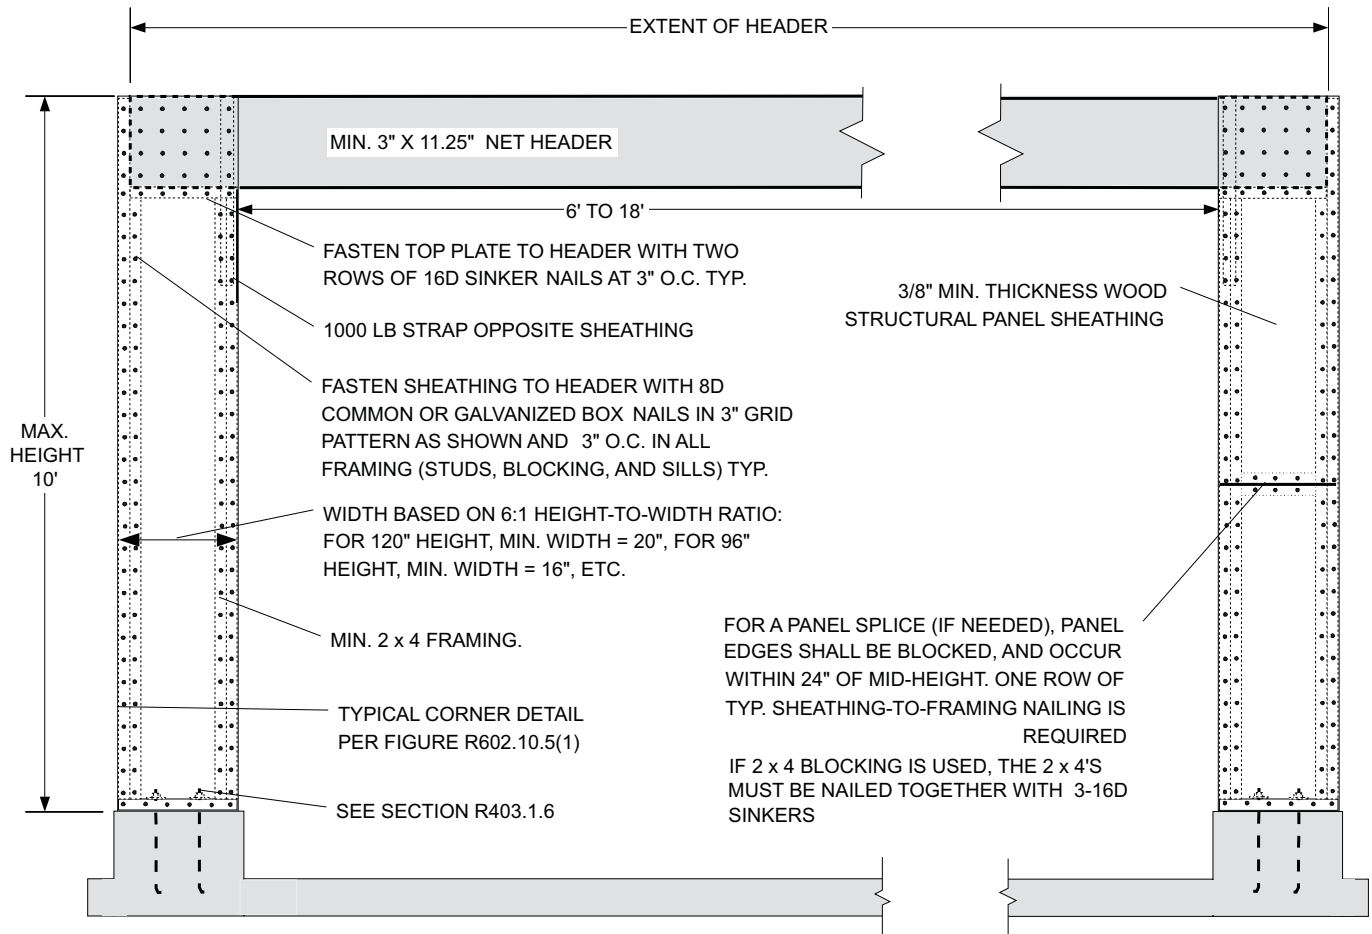 EXTENT OF HEADER
MIN. 3" X 11.25" NET HEADER
6' TO 18'
FASTEN TOP PLATE TO HEADER WITH TWO
ROWS OF 16D SINKER NAILS AT 3" O.C. TYP.
1000 LB STRAP OPPOSITE SHEATHING
FASTEN SHEATHING TO HEADER WITH 8D
COMMON OR GALVANIZED BOX NAILS IN 3" GRID
PATTERN AS SHOWN AND 3" O.C. IN ALL
FRAMING (STUDS, BLOCKING, AND SILLS) TYP.
MAX.
HEIGHT
10'
WIDTH BASED ON 6:1 HEIGHT-TO-WIDTH RATIO:
FOR 120" HEIGHT, MIN. WIDTH = 20", FOR 96"
HEIGHT, MIN. WIDTH = 16", ETC.
MIN. 2 x 4 FRAMING.
TYPICAL CORNER DETAIL
PER FIGURE R602.10.5(1)
SEE SECTION R403.1.6
3/8" MIN. THICKNESS WOOD
STRUCTURAL PANEL SHEATHING
FOR A PANEL SPLICE (IF NEEDED), PANEL
EDGES SHALL BE BLOCKED, AND OCCUR
WITHIN 24" OF MID-HEIGHT. ONE ROW OF
TYP. SHEATHING-TO-FRAMING NAILING IS
REQUIRED
IF 2 x 4 BLOCKING IS USED, THE 2 x 4'S
MUST BE NAILED TOGETHER WITH 3-16D
SINKERS